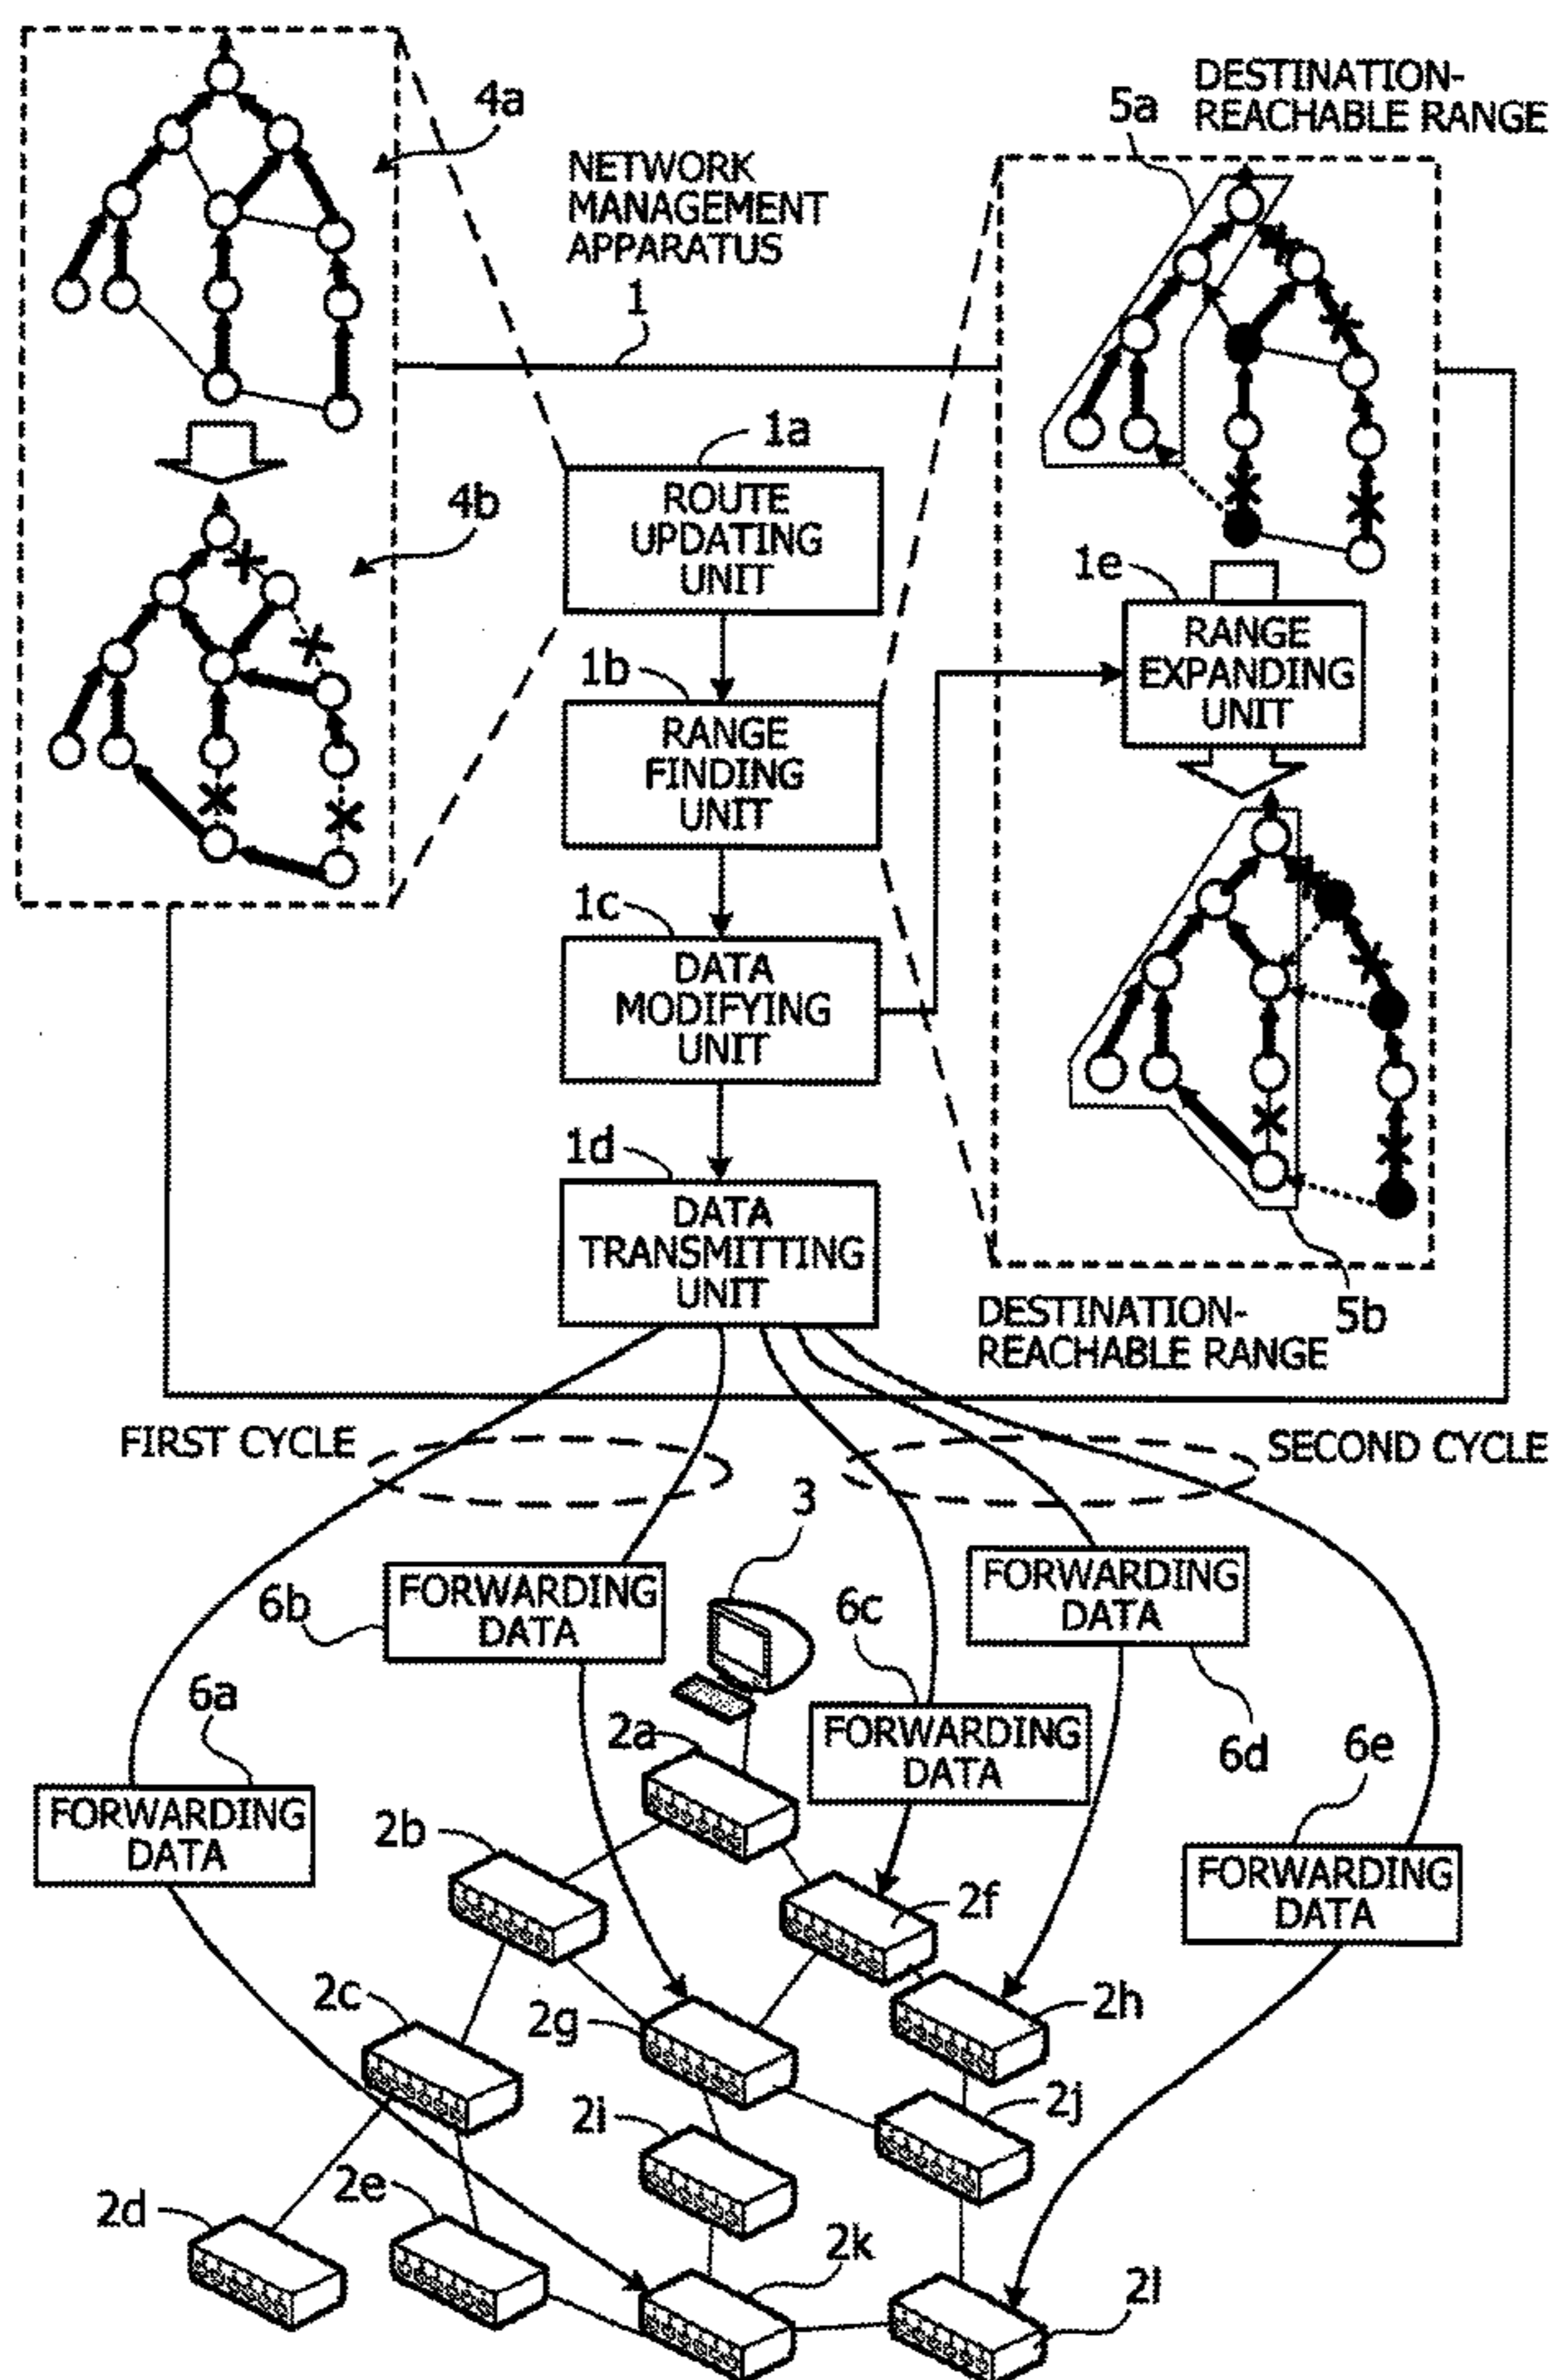 DESTINATION-
REACHABLE RANGE
4a
5a
NETWORK
MANAGEMENT
APPARATUS
1
1a
ROUTE
UPDATING
UNIT
4b
1e
RANGE
EXPANDING
UNIT
1b
RANGE
FINDING
UNIT
1c
DATA
MODIFYING
UNIT
1d
DATA
TRANSMITTING
UNIT
DESTINATION-
REACHABLE RANGE
5b
FIRST CYCLE
SECOND CYCLE
3
6b
FORWARDING
DATA
6c
FORWARDING
DATA
6d
6a
FORWARDING
DATA
2a
FORWARDING
DATA
6e
FORWARDING
DATA
2b
2f
2c
2g
2h
2i
2j
2d
2e
2k
2l